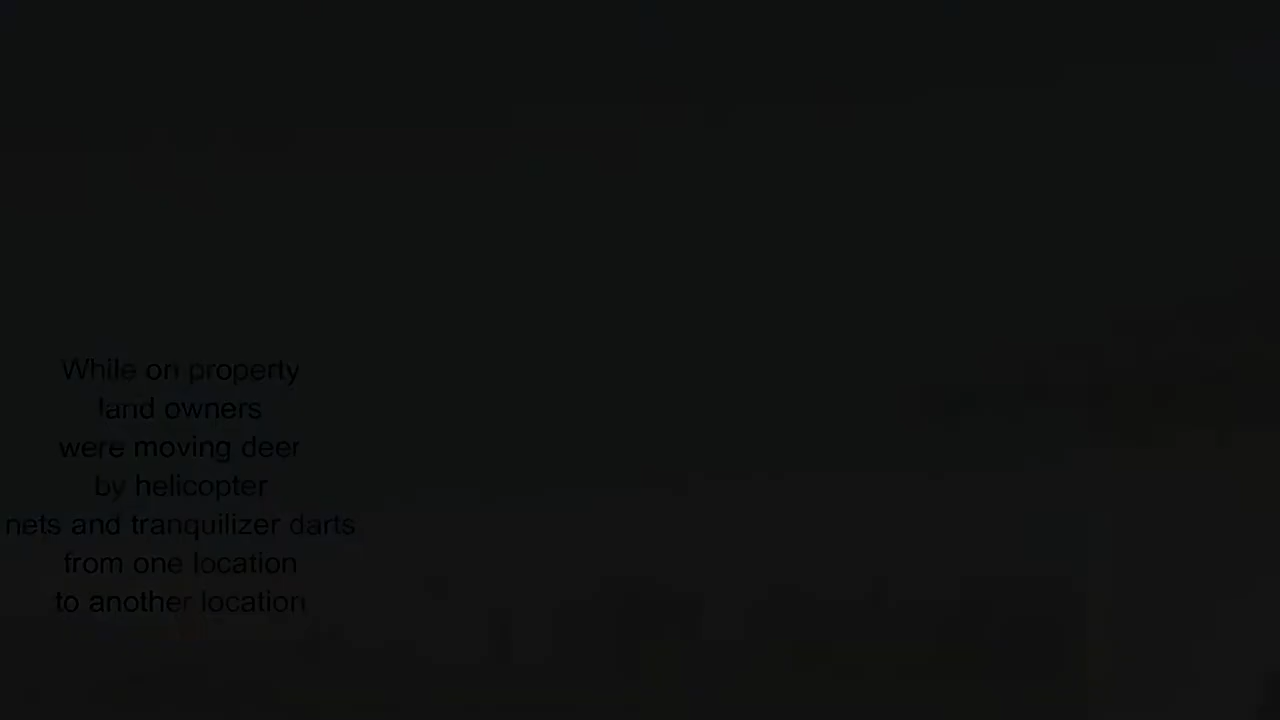 While on property
land owners
were moving deer
by helicopter
nets and tranquilizer darts
from one location
to another location